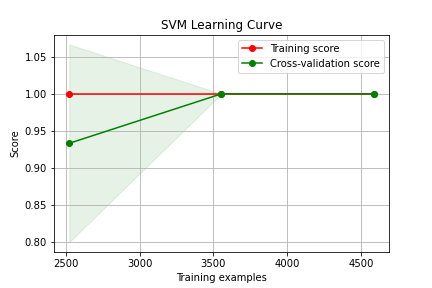 SVM Learning Curve
Training score
Cross-validation score
1.05
1.00
0.95
0.90
0.85
0.80
Score
2500 3000 3500 4000 4500
Training examples